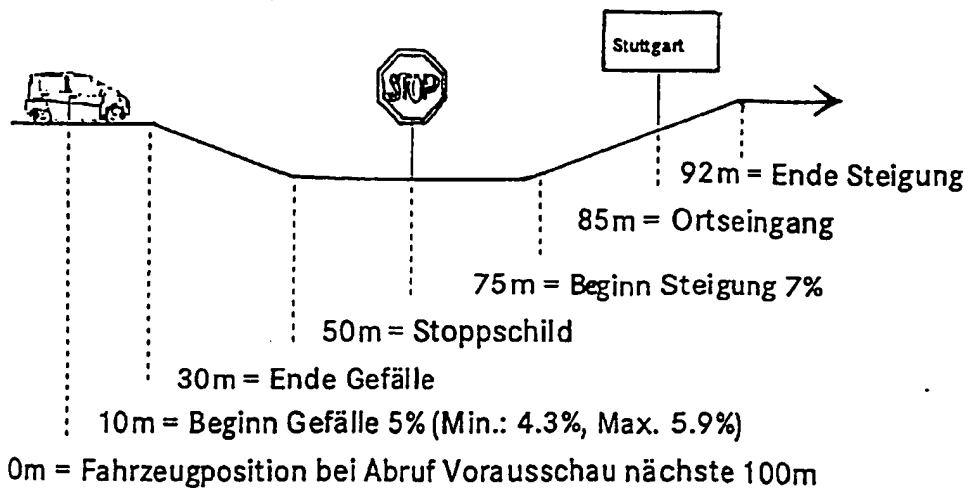 Stuttgart
STOP
92m = Ende Steigung
85m = Ortseingang
75m = Beginn Steigung 7%
50m = Stoppschild
30m = Ende Gefälle
10m = Beginn Gefälle 5% (Min.: 4.3%, Max. 5.9%)
0m = Fahrzeugposition bei Abruf Vorausschau nächste 100m